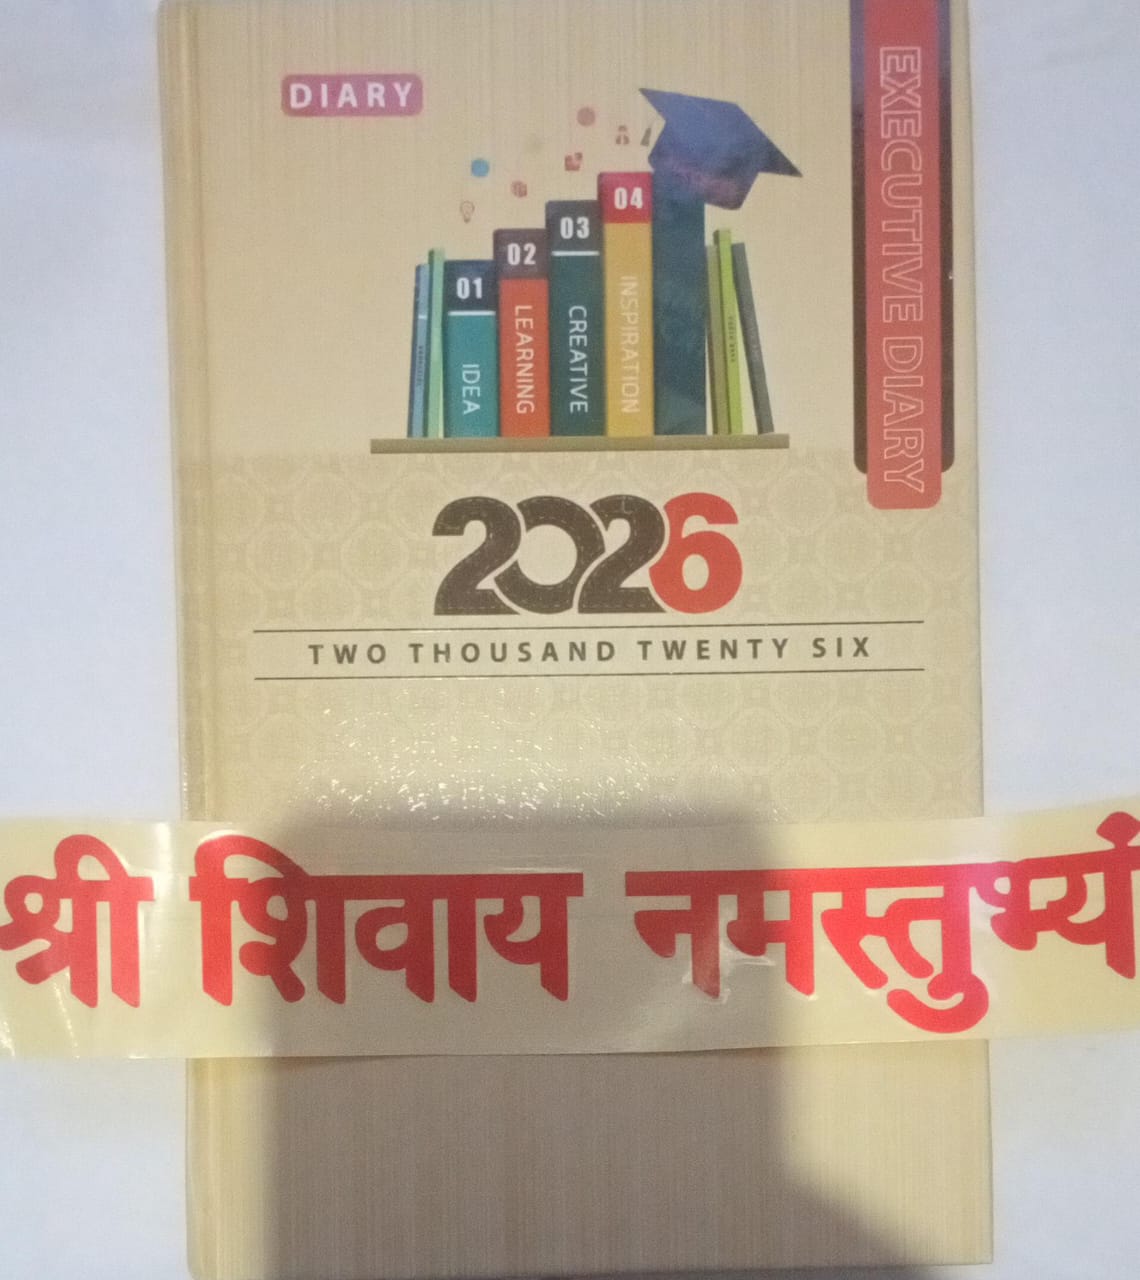 DIARY
EXECUTIVE DIARY
04
03
02
01
INSPIRATION
CREATIVE
LEARNING
IDEA
2026
TWO THOUSAND TWENTY SIX
श्री शिवाय नमस्तुभ्यं